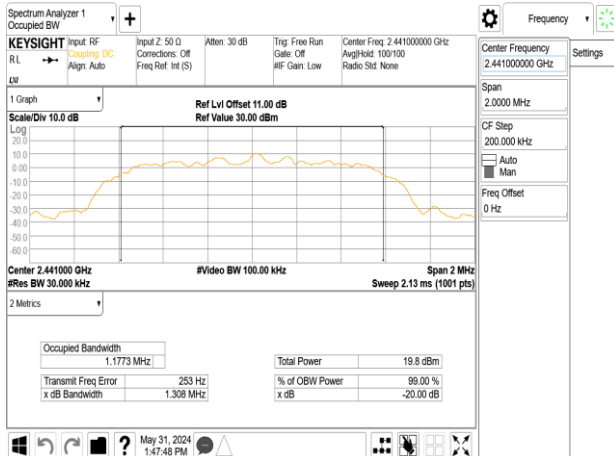 Spectrum Analyzer 1
Occupied BW
+
Frequency
KEYSIGHT
Input: RF
Coupling: DC
Align: Auto
Input Z: 50 Ω
Corrections: Off
Freq Ref: Int (S)
Atten: 30 dB
Trig: Free Run
Gate: Off
#IF Gain: Low
Center Freq: 2.441000000 GHz
Avg|Hold: 100/100
Radio Std: None
R L
LXI
Center Frequency
2.441000000 GHz
Settings
Span
2.0000 MHz
CF Step
200.000 kHz
Auto
Man
Freq Offset
0 Hz
1 Graph
Scale/Div 10.0 dB
Ref Lvl Offset 11.00 dB
Ref Value 30.00 dBm
Log
20.0
10.0
0.00
-10.0
-20.0
-30.0
-40.0
-50.0
-60.0
Center 2.441000 GHz
#Video BW 100.00 kHz
Span 2 MHz
#Res BW 30.000 kHz
Sweep 2.13 ms (1001 pts)
2 Metrics
Occupied Bandwidth
1.1773 MHz
Total Power 19.8 dBm
Transmit Freq Error 253 Hz
% of OBW Power 99.00 %
x dB Bandwidth 1.308 MHz
x dB -20.00 dB
?
May 31, 2024
1:47:48 PM